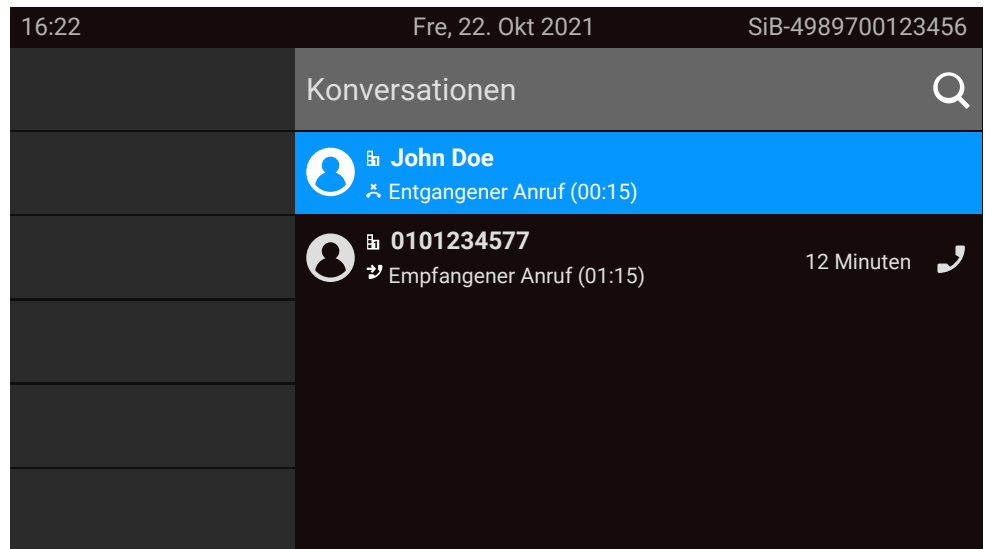 16:22 Fre, 22. Okt 2021 SiB-4989700123456
Konversationen
John Doe
Entgangener Anruf (00:15)
0101234577
Empfangener Anruf (01:15) 12 Minuten